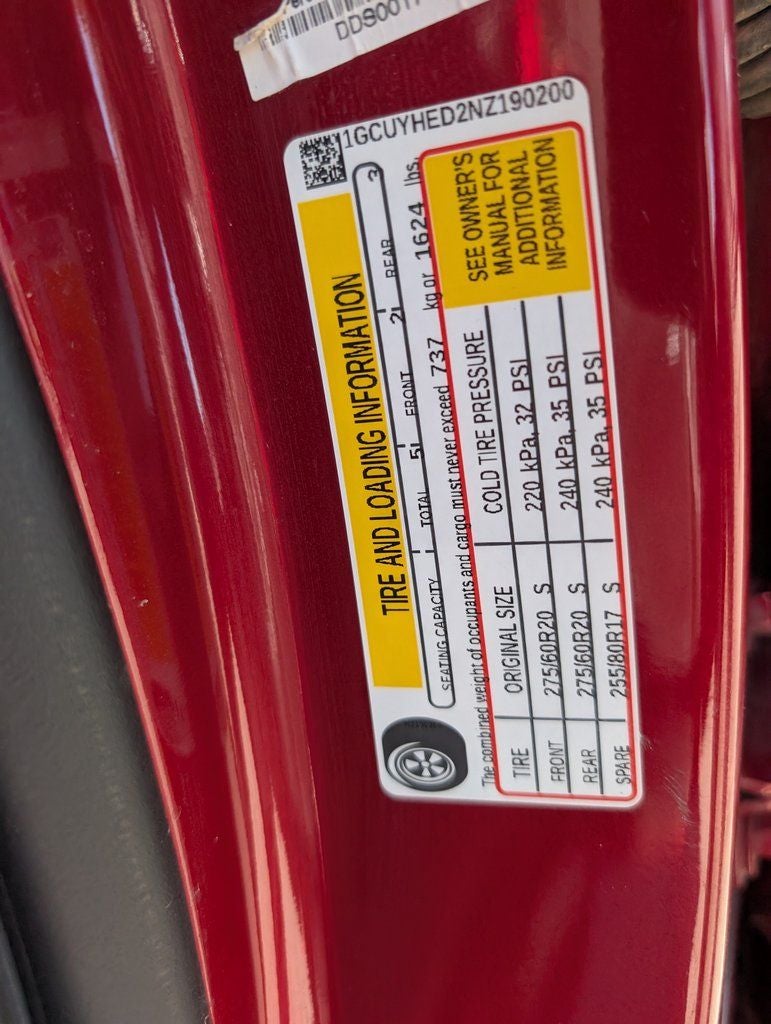 DDS0017
1GCUYHED2NZ190200
TIRE AND LOADING INFORMATION
SEATING CAPACITY TOTAL 5 FRONT 2 REAR 3
The combined weight of occupants and cargo must never exceed 737 kg or 1624 lbs.
TIRE ORIGINAL SIZE COLD TIRE PRESSURE
FRONT 275/60R20 S 220 kPa, 32 PSI
REAR 275/60R20 S 240 kPa, 35 PSI
SPARE 255/80R17 S 240 kPa, 35 PSI
SEE OWNER'S
MANUAL FOR
ADDITIONAL
INFORMATION